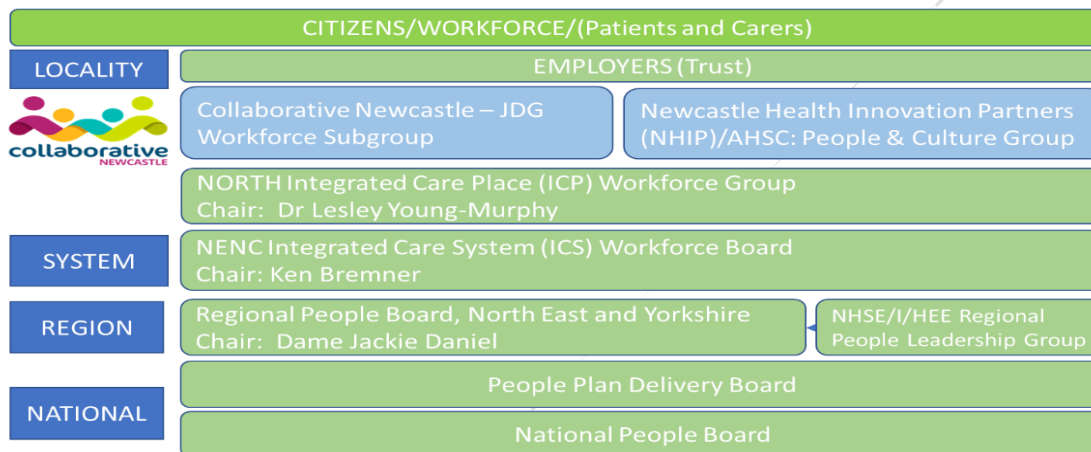 CITIZENS/WORKFORCE/(Patients and Carers)
LOCALITY
EMPLOYERS (Trust)
collaborative
NEWCASTLE
Collaborative Newcastle – JDG
Workforce Subgroup
Newcastle Health Innovation Partners
(NHIP)/AHSC: People & Culture Group
NORTH Integrated Care Place (ICP) Workforce Group
Chair: Dr Lesley Young-Murphy
SYSTEM
NENC Integrated Care System (ICS) Workforce Board
Chair: Ken Bremner
REGION
Regional People Board, North East and Yorkshire
Chair: Dame Jackie Daniel
NHSE/I/HEE Regional
People Leadership Group
NATIONAL
People Plan Delivery Board
National People Board